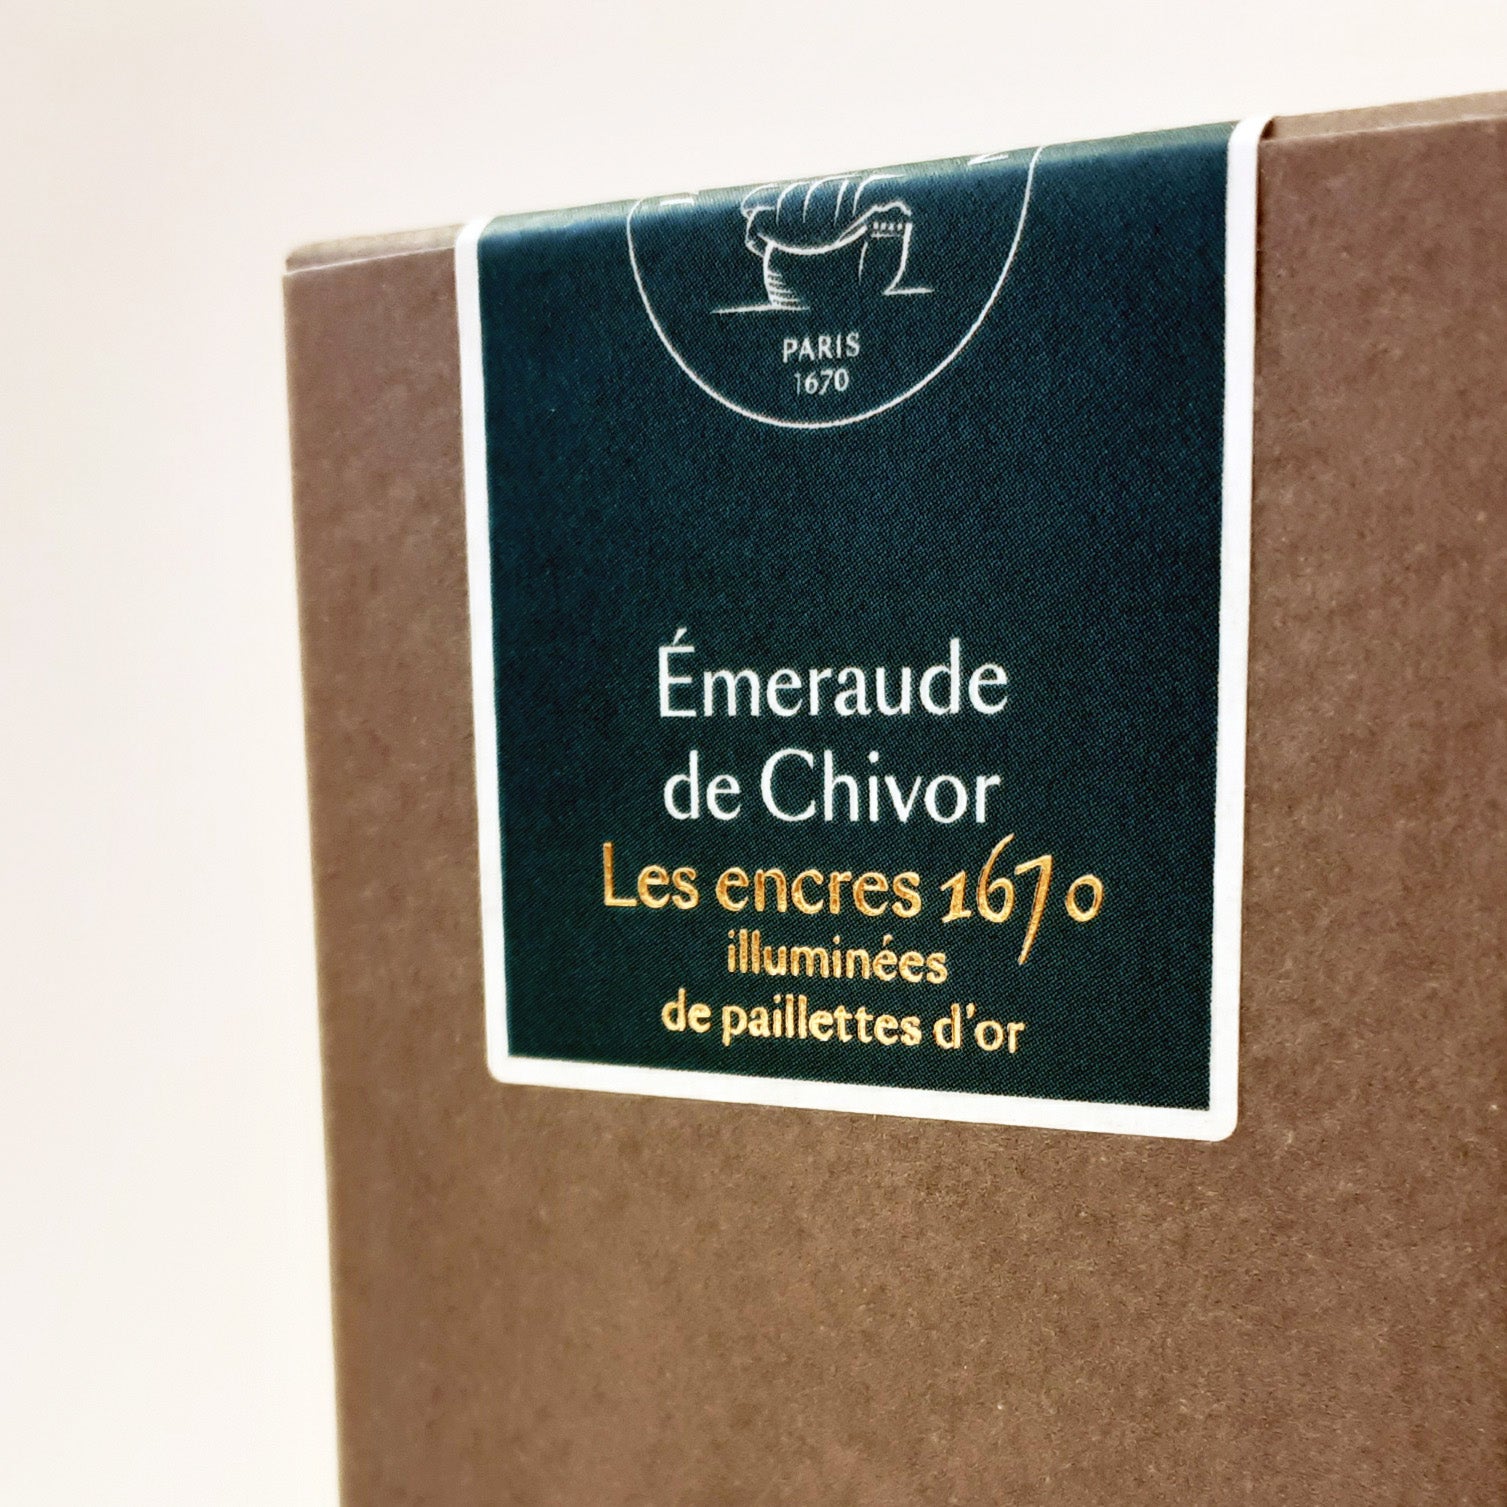 PARIS
1670
Émeraude
de Chivor
Les encres 1670
illuminées
de paillettes d'or